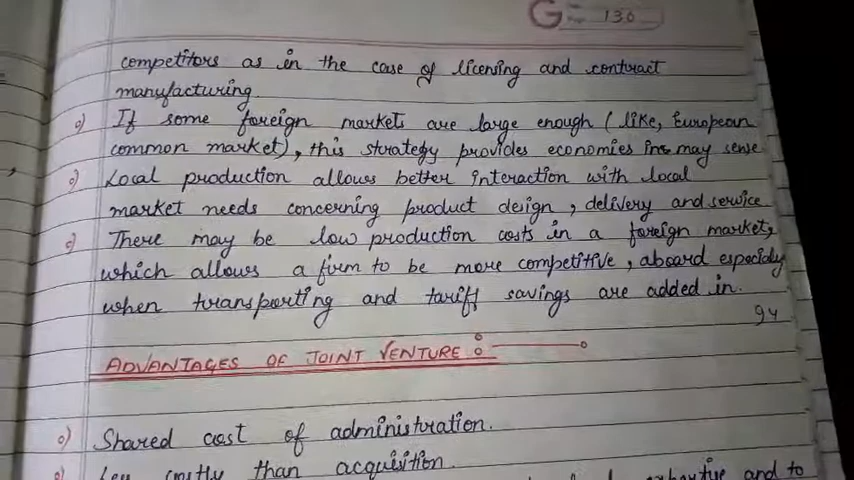 G = 130
competitors as in the case of licensing and contract
manufacturing.
o) If some foreign markets are large enough (like, European
common market), this strategy provides economies in may sense
o) Local production allows better interaction with local
market needs concerning product design, delivery and service
o) There may be low production costs in a foreign market,
which allows a firm to be more competitive, aboard especially
when transporting and tariff savings are added in.
94
ADVANTAGES OF JOINT VENTURE :
o) Shared cost of administration.
o) Less costly than acquisition.
and to